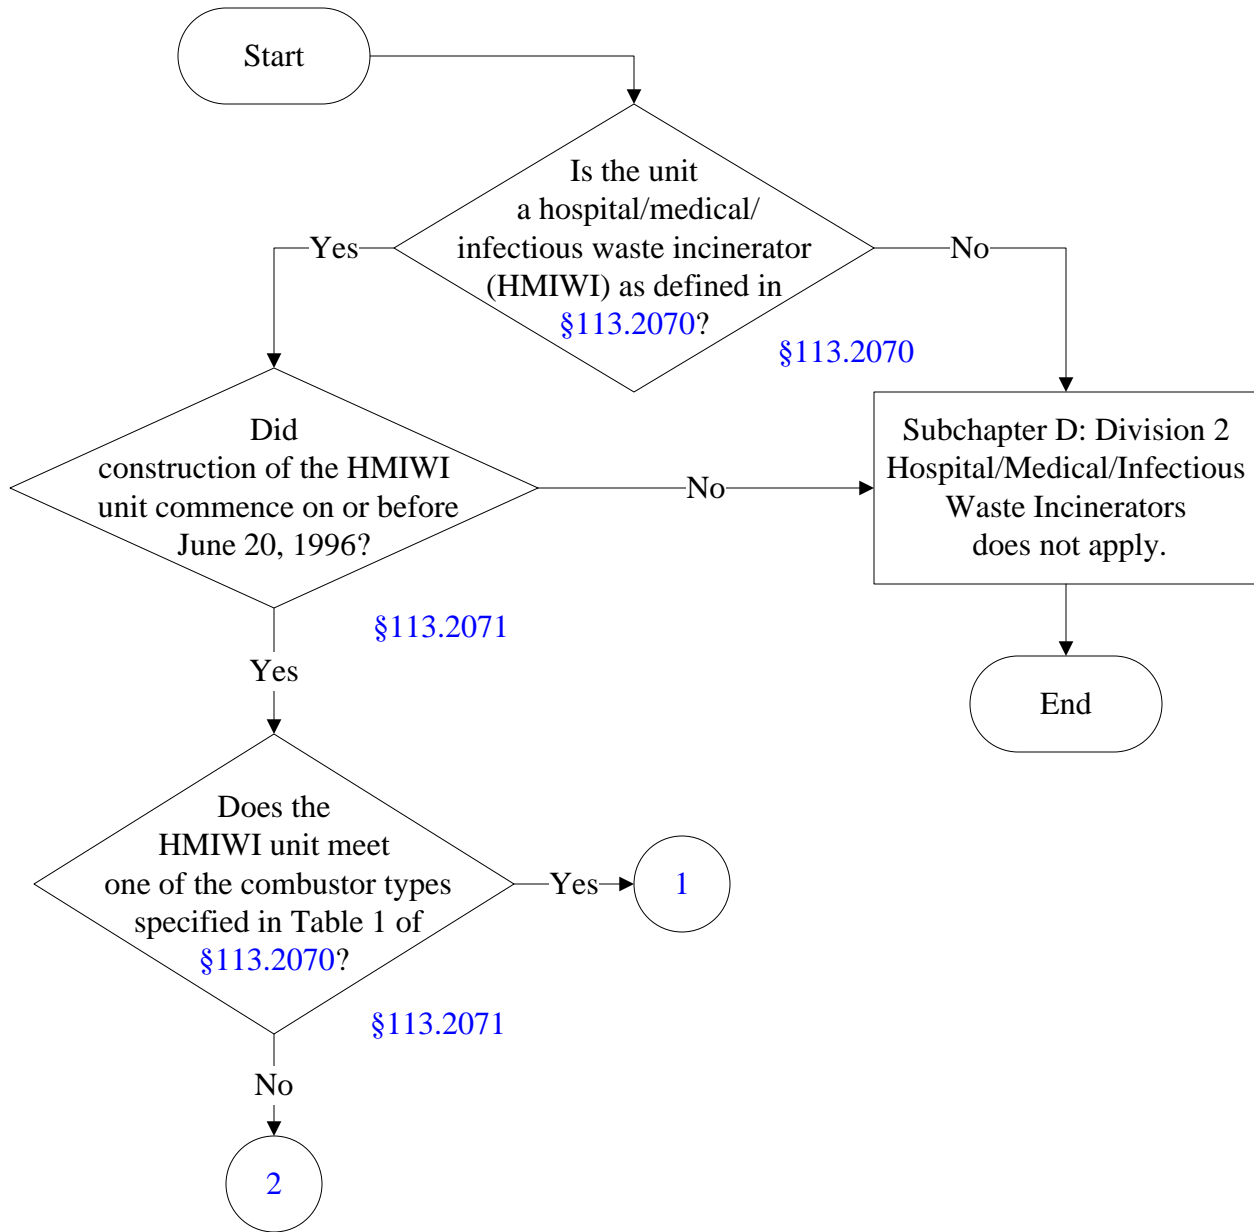 Start
Is the unit
a hospital/medical/
infectious waste incinerator
(HMIWI) as defined in
§113.2070?
Yes
No
§113.2070
Did
construction of the HMIWI
unit commence on or before
June 20, 1996?
No
Subchapter D: Division 2
Hospital/Medical/Infectious
Waste Incinerators
does not apply.
§113.2071
Yes
End
Does the
HMIWI unit meet
one of the combustor types
specified in Table 1 of
§113.2070?
Yes
1
§113.2071
No
2